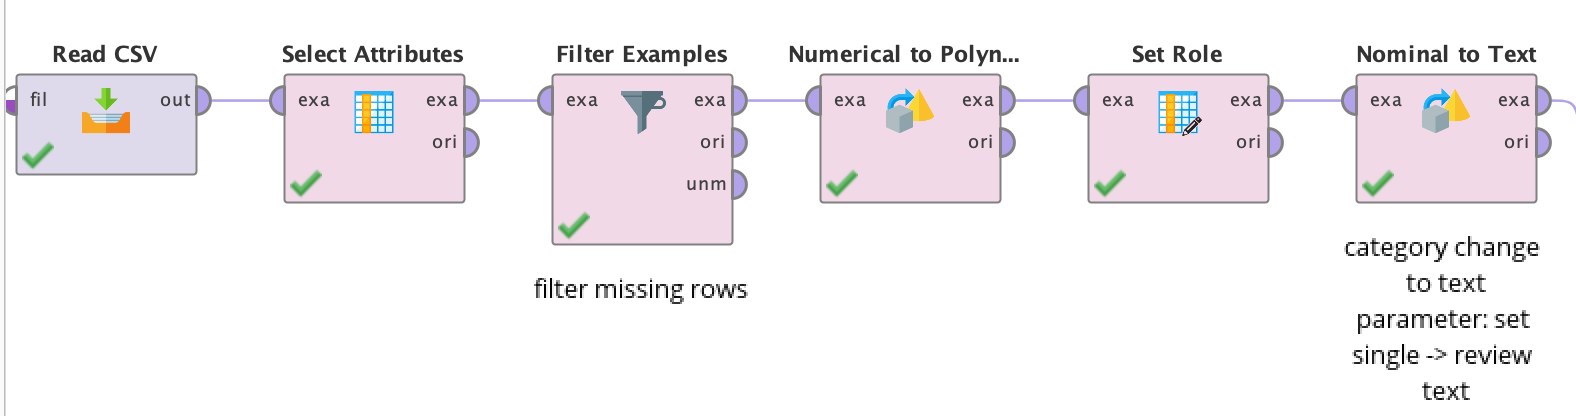 Read CSV
Select Attributes
Filter Examples
Numerical to Polyn...
Set Role
Nominal to Text
fil
out
exa
exa
ori
exa
exa
ori
unm
exa
exa
ori
exa
exa
ori
exa
exa
ori
filter missing rows
category change
to text
parameter: set
single -> review
text